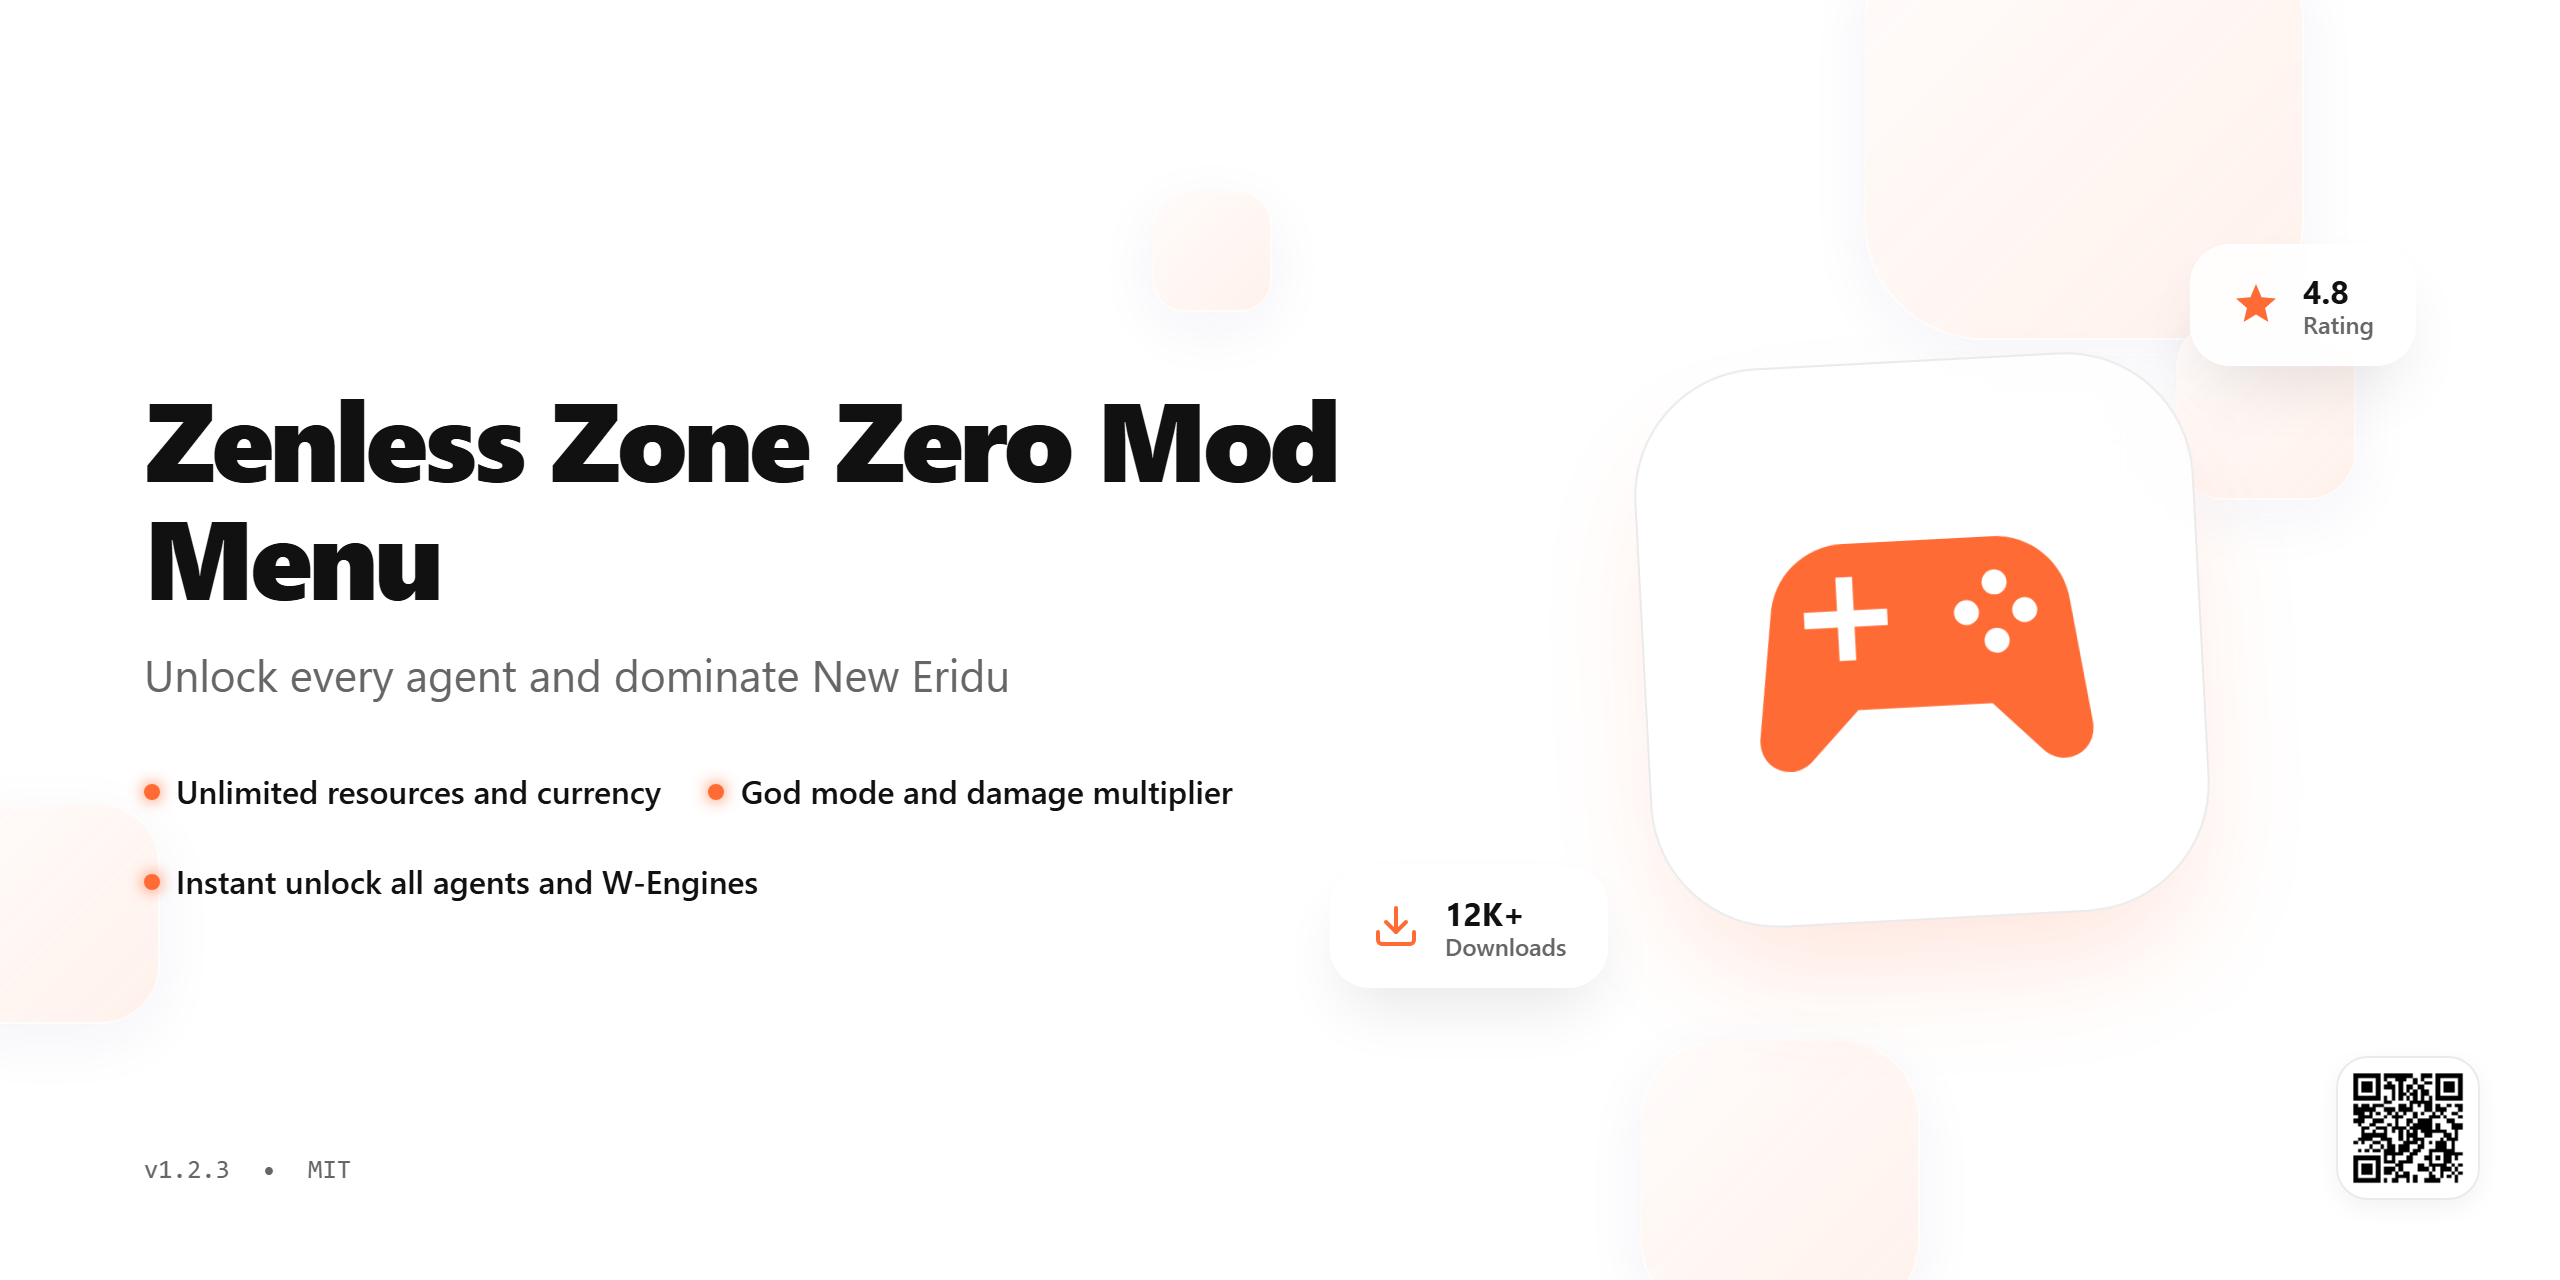 Zenless Zone Zero Mod
Menu
Unlock every agent and dominate New Eridu
Unlimited resources and currency
God mode and damage multiplier
Instant unlock all agents and W-Engines
4.8
Rating
12K+
Downloads
v1.2.3 • MIT